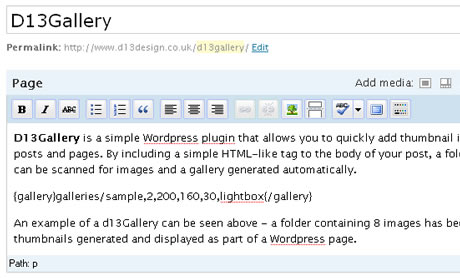 D13Gallery
Permalink: http://www.d13design.co.uk/d13gallery/ Edit
Page Add media:
B I ABC ABC
D13Gallery is a simple Wordpress plugin that allows you to quickly add thumbnail i
posts and pages. By including a simple HTML-like tag to the body of your post, a fol
can be scanned for images and a gallery generated automatically.
{gallery}galleries/sample,2,200,160,30,lightbox{/gallery}
An example of a d13Gallery can be seen above - a folder containing 8 images has bee
thumbnails generated and displayed as part of a Wordpress page.
Path: p